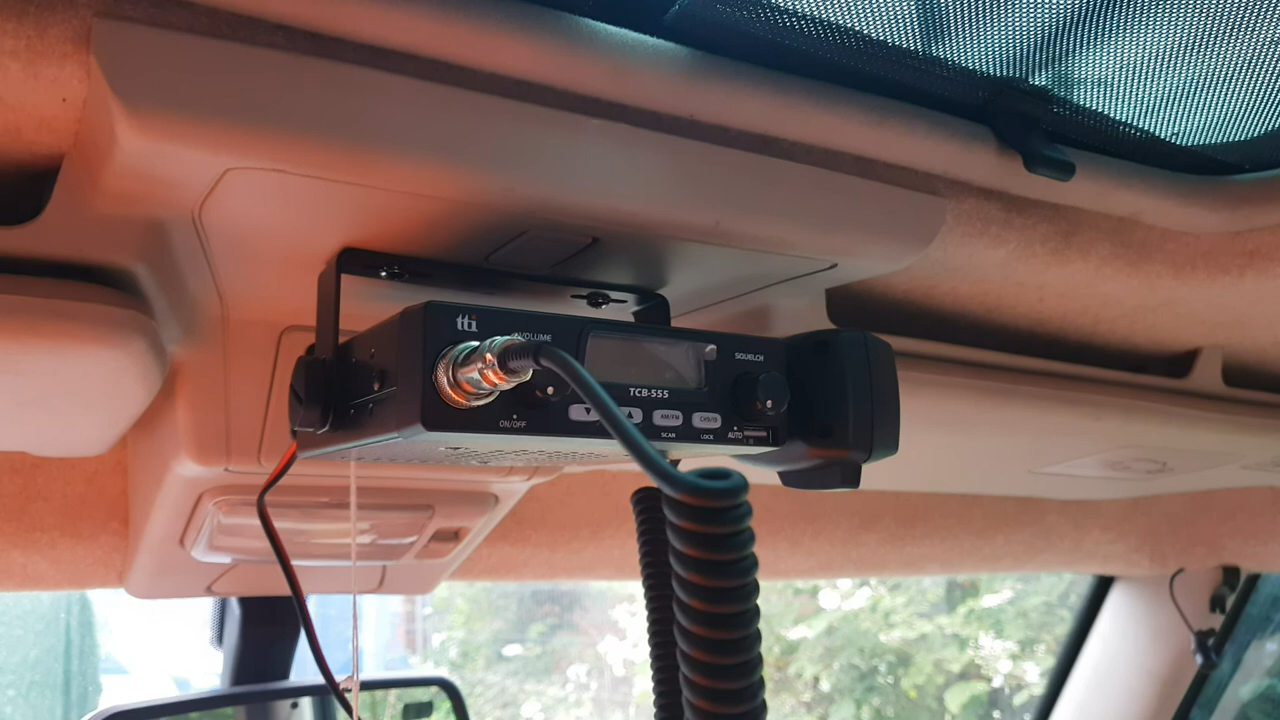 tti
VOLUME
SQUELCH
TCB-555
ON/OFF
▼
▲
AM/FM
CH9/19
SCAN
LOCK
AUTO